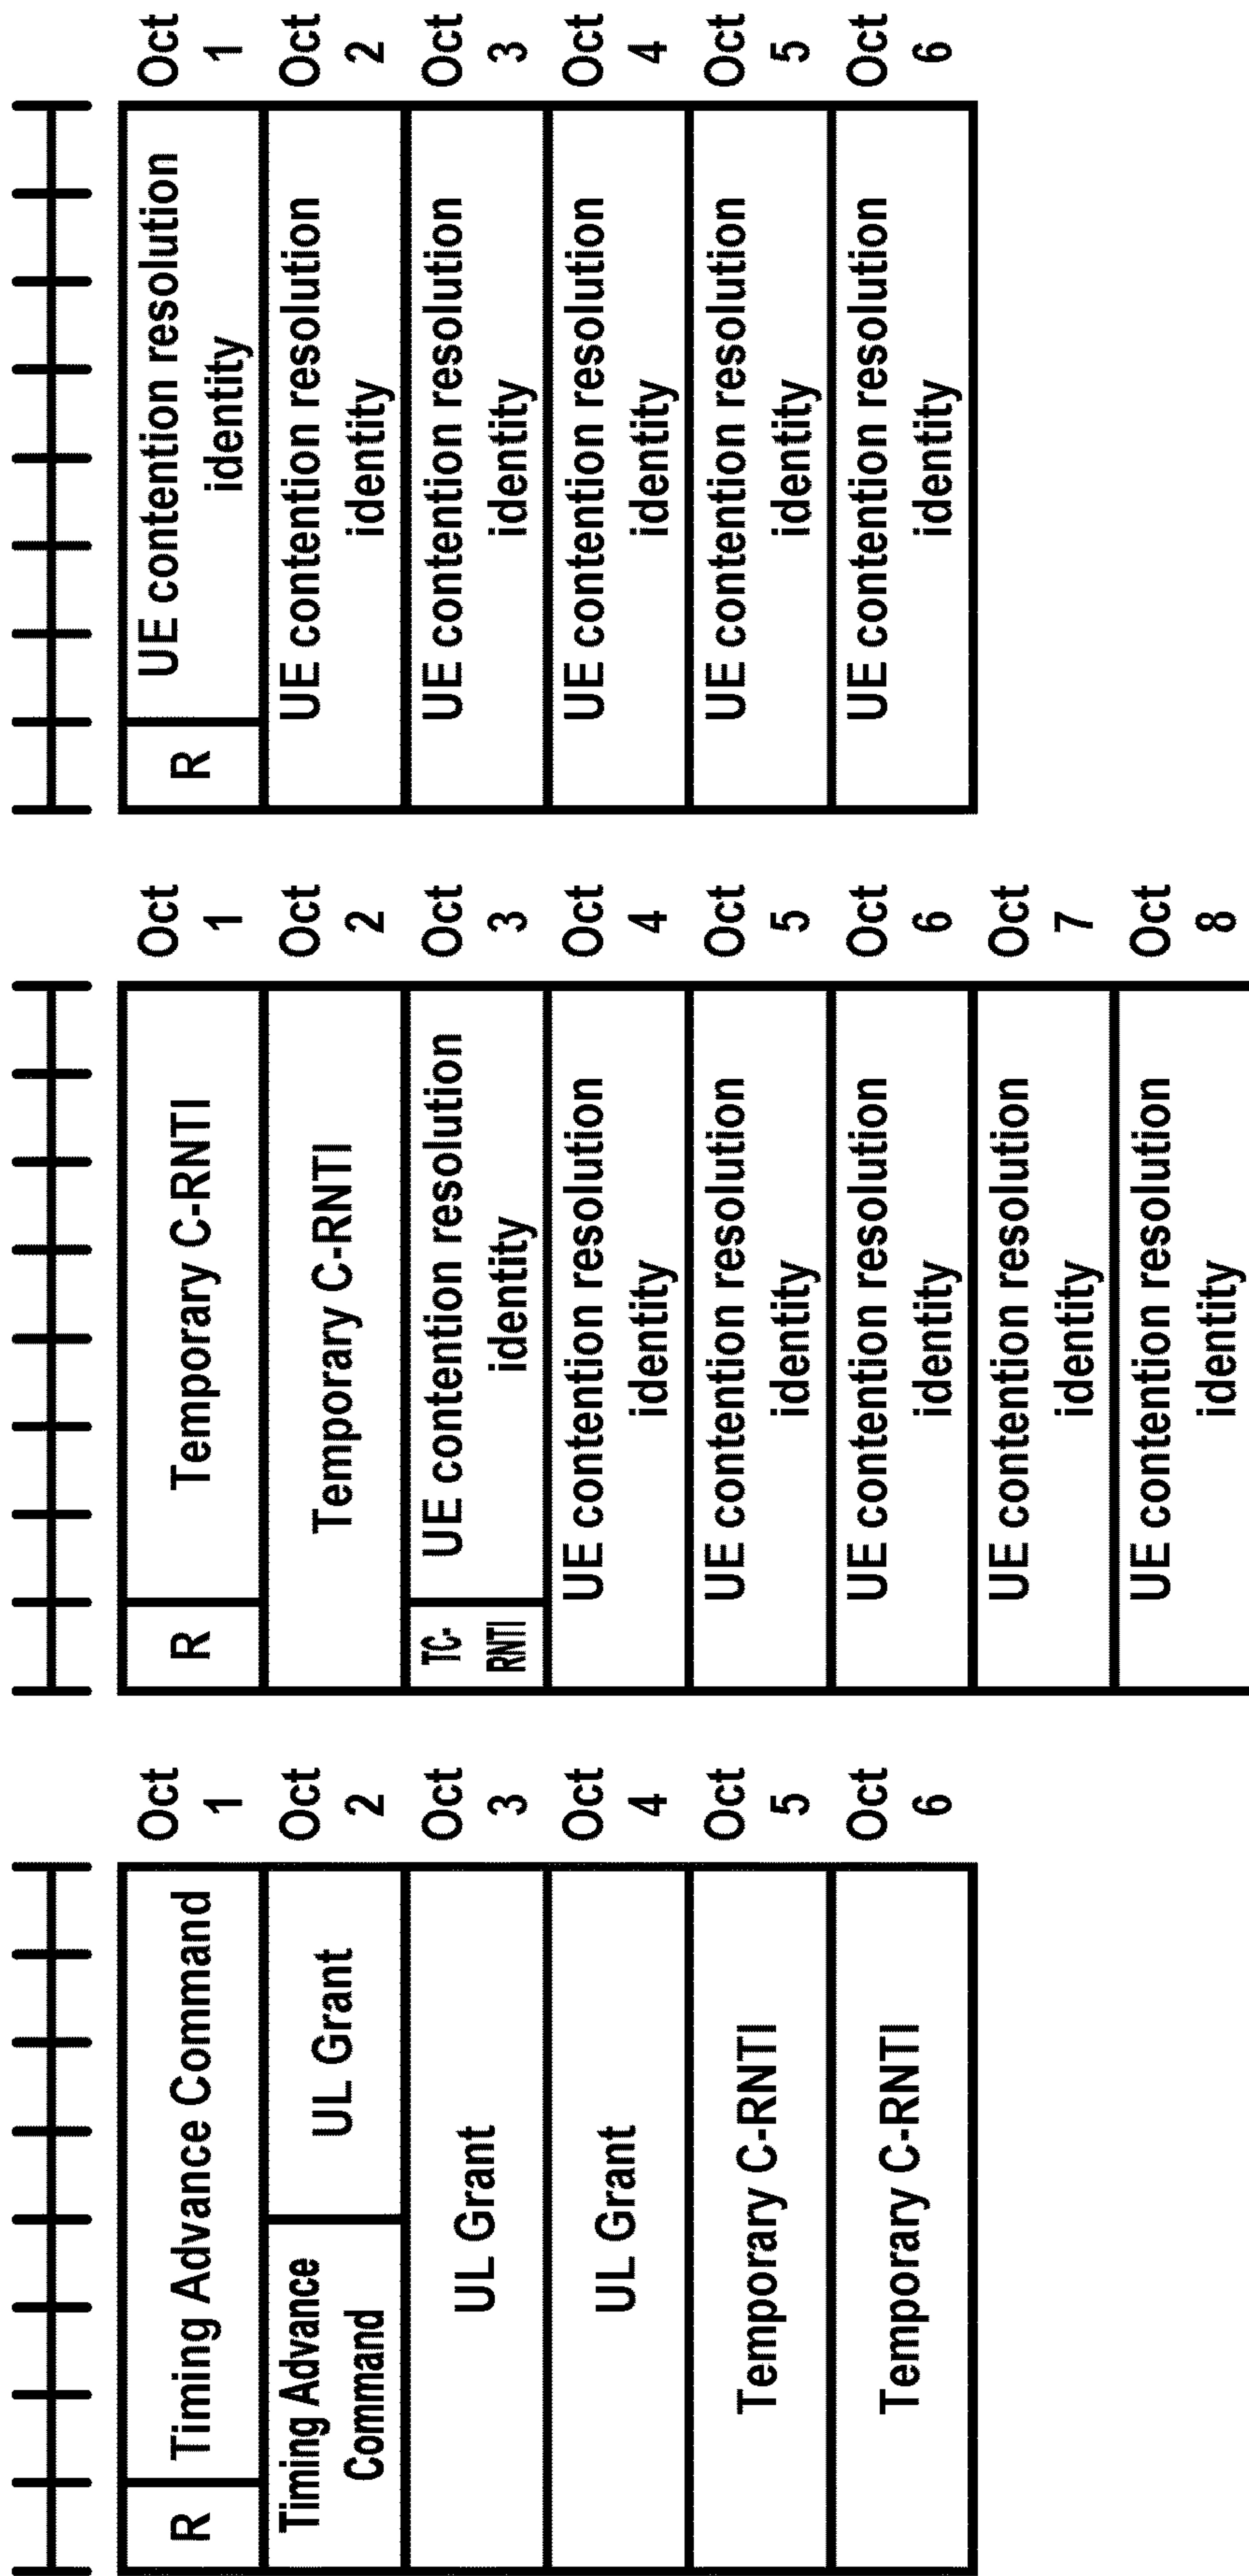 R
Timing Advance Command
Oct
1
Timing Advance
Command
UL Grant
Oct
2
UL Grant
Oct
3
UL Grant
Oct
4
Temporary C-RNTI
Oct
5
Temporary C-RNTI
Oct
6
R
Temporary C-RNTI
Oct
1
Temporary C-RNTI
Oct
2
TC-
RNTI
UE contention resolution
identity
Oct
3
UE contention resolution
identity
Oct
4
UE contention resolution
identity
Oct
5
UE contention resolution
identity
Oct
6
UE contention resolution
identity
Oct
7
UE contention resolution
identity
Oct
8
R
UE contention resolution
identity
Oct
1
UE contention resolution
identity
Oct
2
UE contention resolution
identity
Oct
3
UE contention resolution
identity
Oct
4
UE contention resolution
identity
Oct
5
UE contention resolution
identity
Oct
6